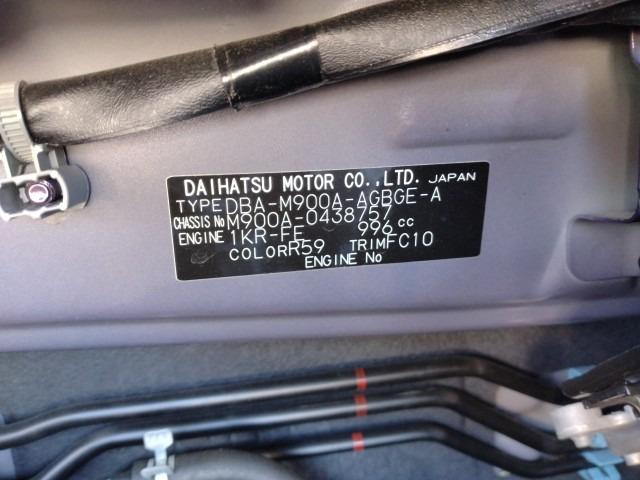 DAIHATSU MOTOR CO.,LTD. JAPAN
TYPE DBA-M900A-AGBGE-A
CHASSIS No M900A-0438757
ENGINE 1KR-FE 996 cc
COLOR R59 TRIM FC10
ENGINE No